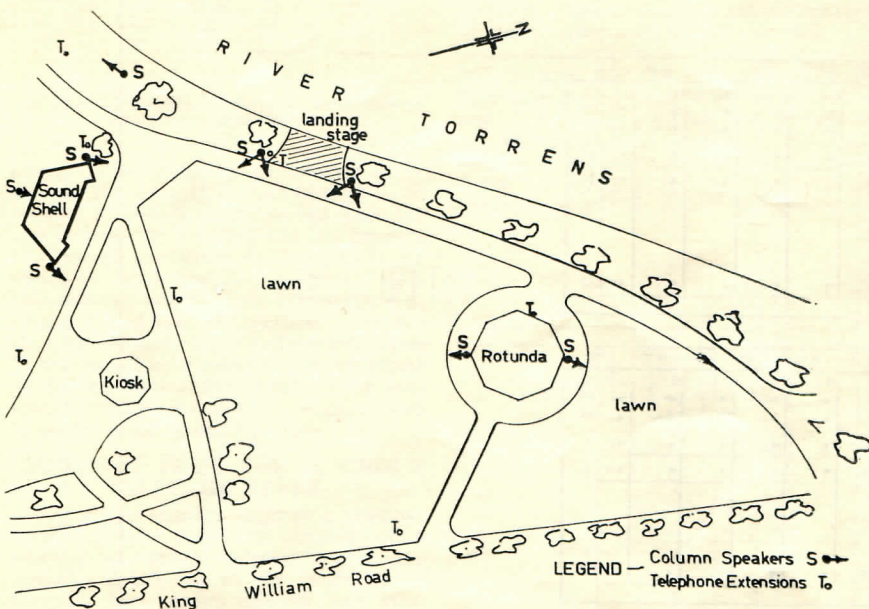 N
RIVER
TORRENS
landing
stage
T.
S
T.
S
S
T
S
S
Sound
Shell
S
T.
T.
lawn
Kiosk
T.
S
Rotunda
S
lawn
T.
King William Road
LEGEND — Column Speakers S
Telephone Extensions T.